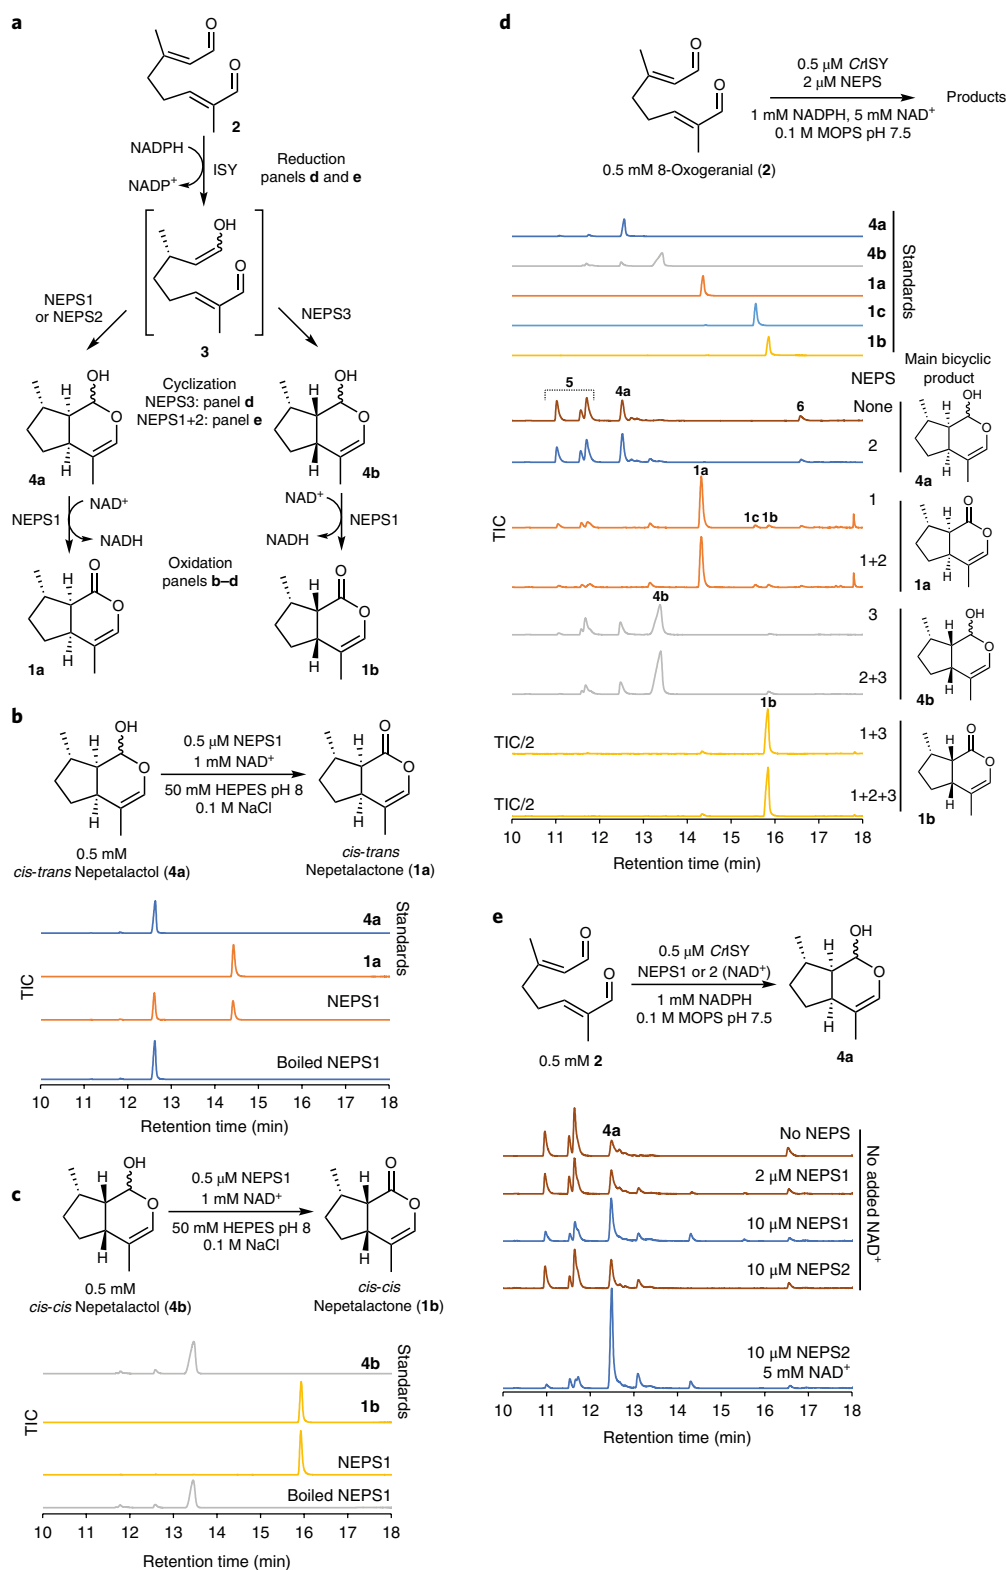 a
O
O
2
NADPH
NADP+
ISY
Reduction
panels d and e
OH
O
3
NEPS1
or NEPS2
NEPS3
Cyclization
NEPS3: panel d
NEPS1+2: panel e
H
OH
O
H
4a
H
OH
O
H
4b
NEPS1
NAD+
NADH
NAD+
NADH
NEPS1
Oxidation
panels b–d
H
O
O
H
1a
H
O
O
H
1b
b
H
OH
O
H
0.5 mM
cis-trans Nepetalactol (4a)
0.5 μM NEPS1
1 mM NAD+
50 mM HEPES pH 8
0.1 M NaCl
H
O
O
H
cis-trans
Nepetalactone (1a)
TIC
4a
1a
Standards
NEPS1
Boiled NEPS1
10 11 12 13 14 15 16 17 18
Retention time (min)
c
H
OH
O
H
0.5 mM
cis-cis Nepetalactol (4b)
0.5 μM NEPS1
1 mM NAD+
50 mM HEPES pH 8
0.1 M NaCl
H
O
O
H
cis-cis
Nepetalactone (1b)
TIC
4b
1b
Standards
NEPS1
Boiled NEPS1
10 11 12 13 14 15 16 17 18
Retention time (min)
d
O
O
0.5 mM 8-Oxogeranial (2)
0.5 μM CrISY
2 μM NEPS
1 mM NADPH, 5 mM NAD+
0.1 M MOPS pH 7.5
Products
4a
4b
1a
1c
1b
Standards
NEPS
Main bicyclic
product
5
4a
6
None
2
H
OH
O
H
4a
1a
1c 1b
1
1+2
H
O
O
H
1a
4b
3
2+3
H
OH
O
H
4b
1b
TIC/2
1+3
TIC/2
1+2+3
H
O
O
H
1b
TIC
10 11 12 13 14 15 16 17 18
Retention time (min)
e
O
O
0.5 mM 2
0.5 μM CrISY
NEPS1 or 2 (NAD+)
1 mM NADPH
0.1 M MOPS pH 7.5
H
OH
O
H
4a
4a
No NEPS
2 μM NEPS1
10 μM NEPS1
10 μM NEPS2
No added NAD+
10 μM NEPS2
5 mM NAD+
10 11 12 13 14 15 16 17 18
Retention time (min)